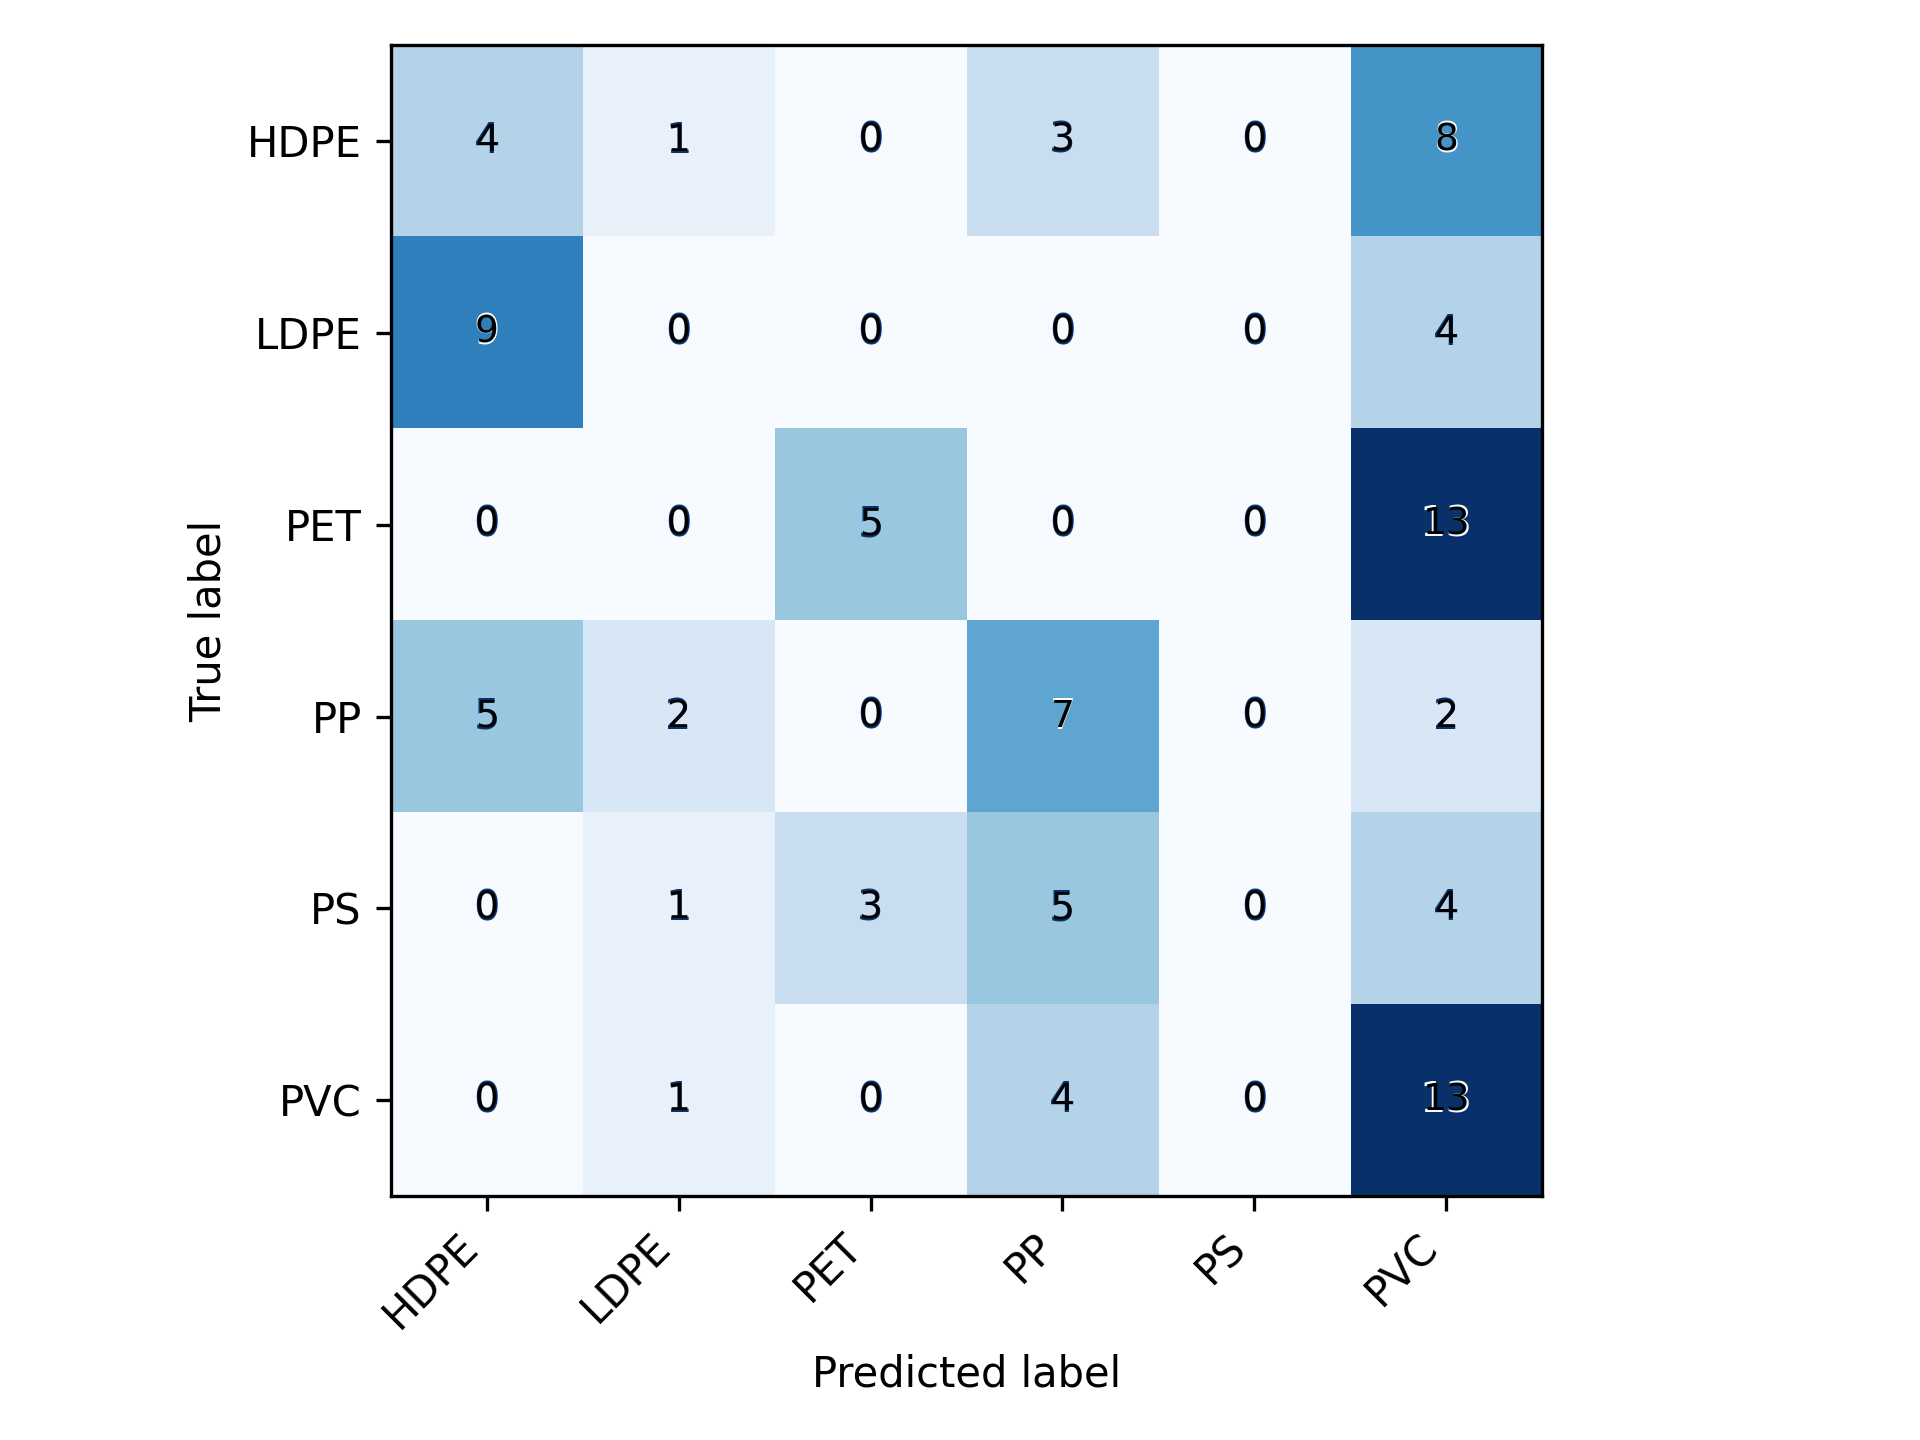 HDPE 4 1 0 3 0 8
LDPE 9 0 0 0 0 4
PET 0 0 5 0 0 13
PP 5 2 0 7 0 2
PS 0 1 3 5 0 4
PVC 0 1 0 4 0 13
True label
HDPE LDPE PET PP PS PVC
Predicted label